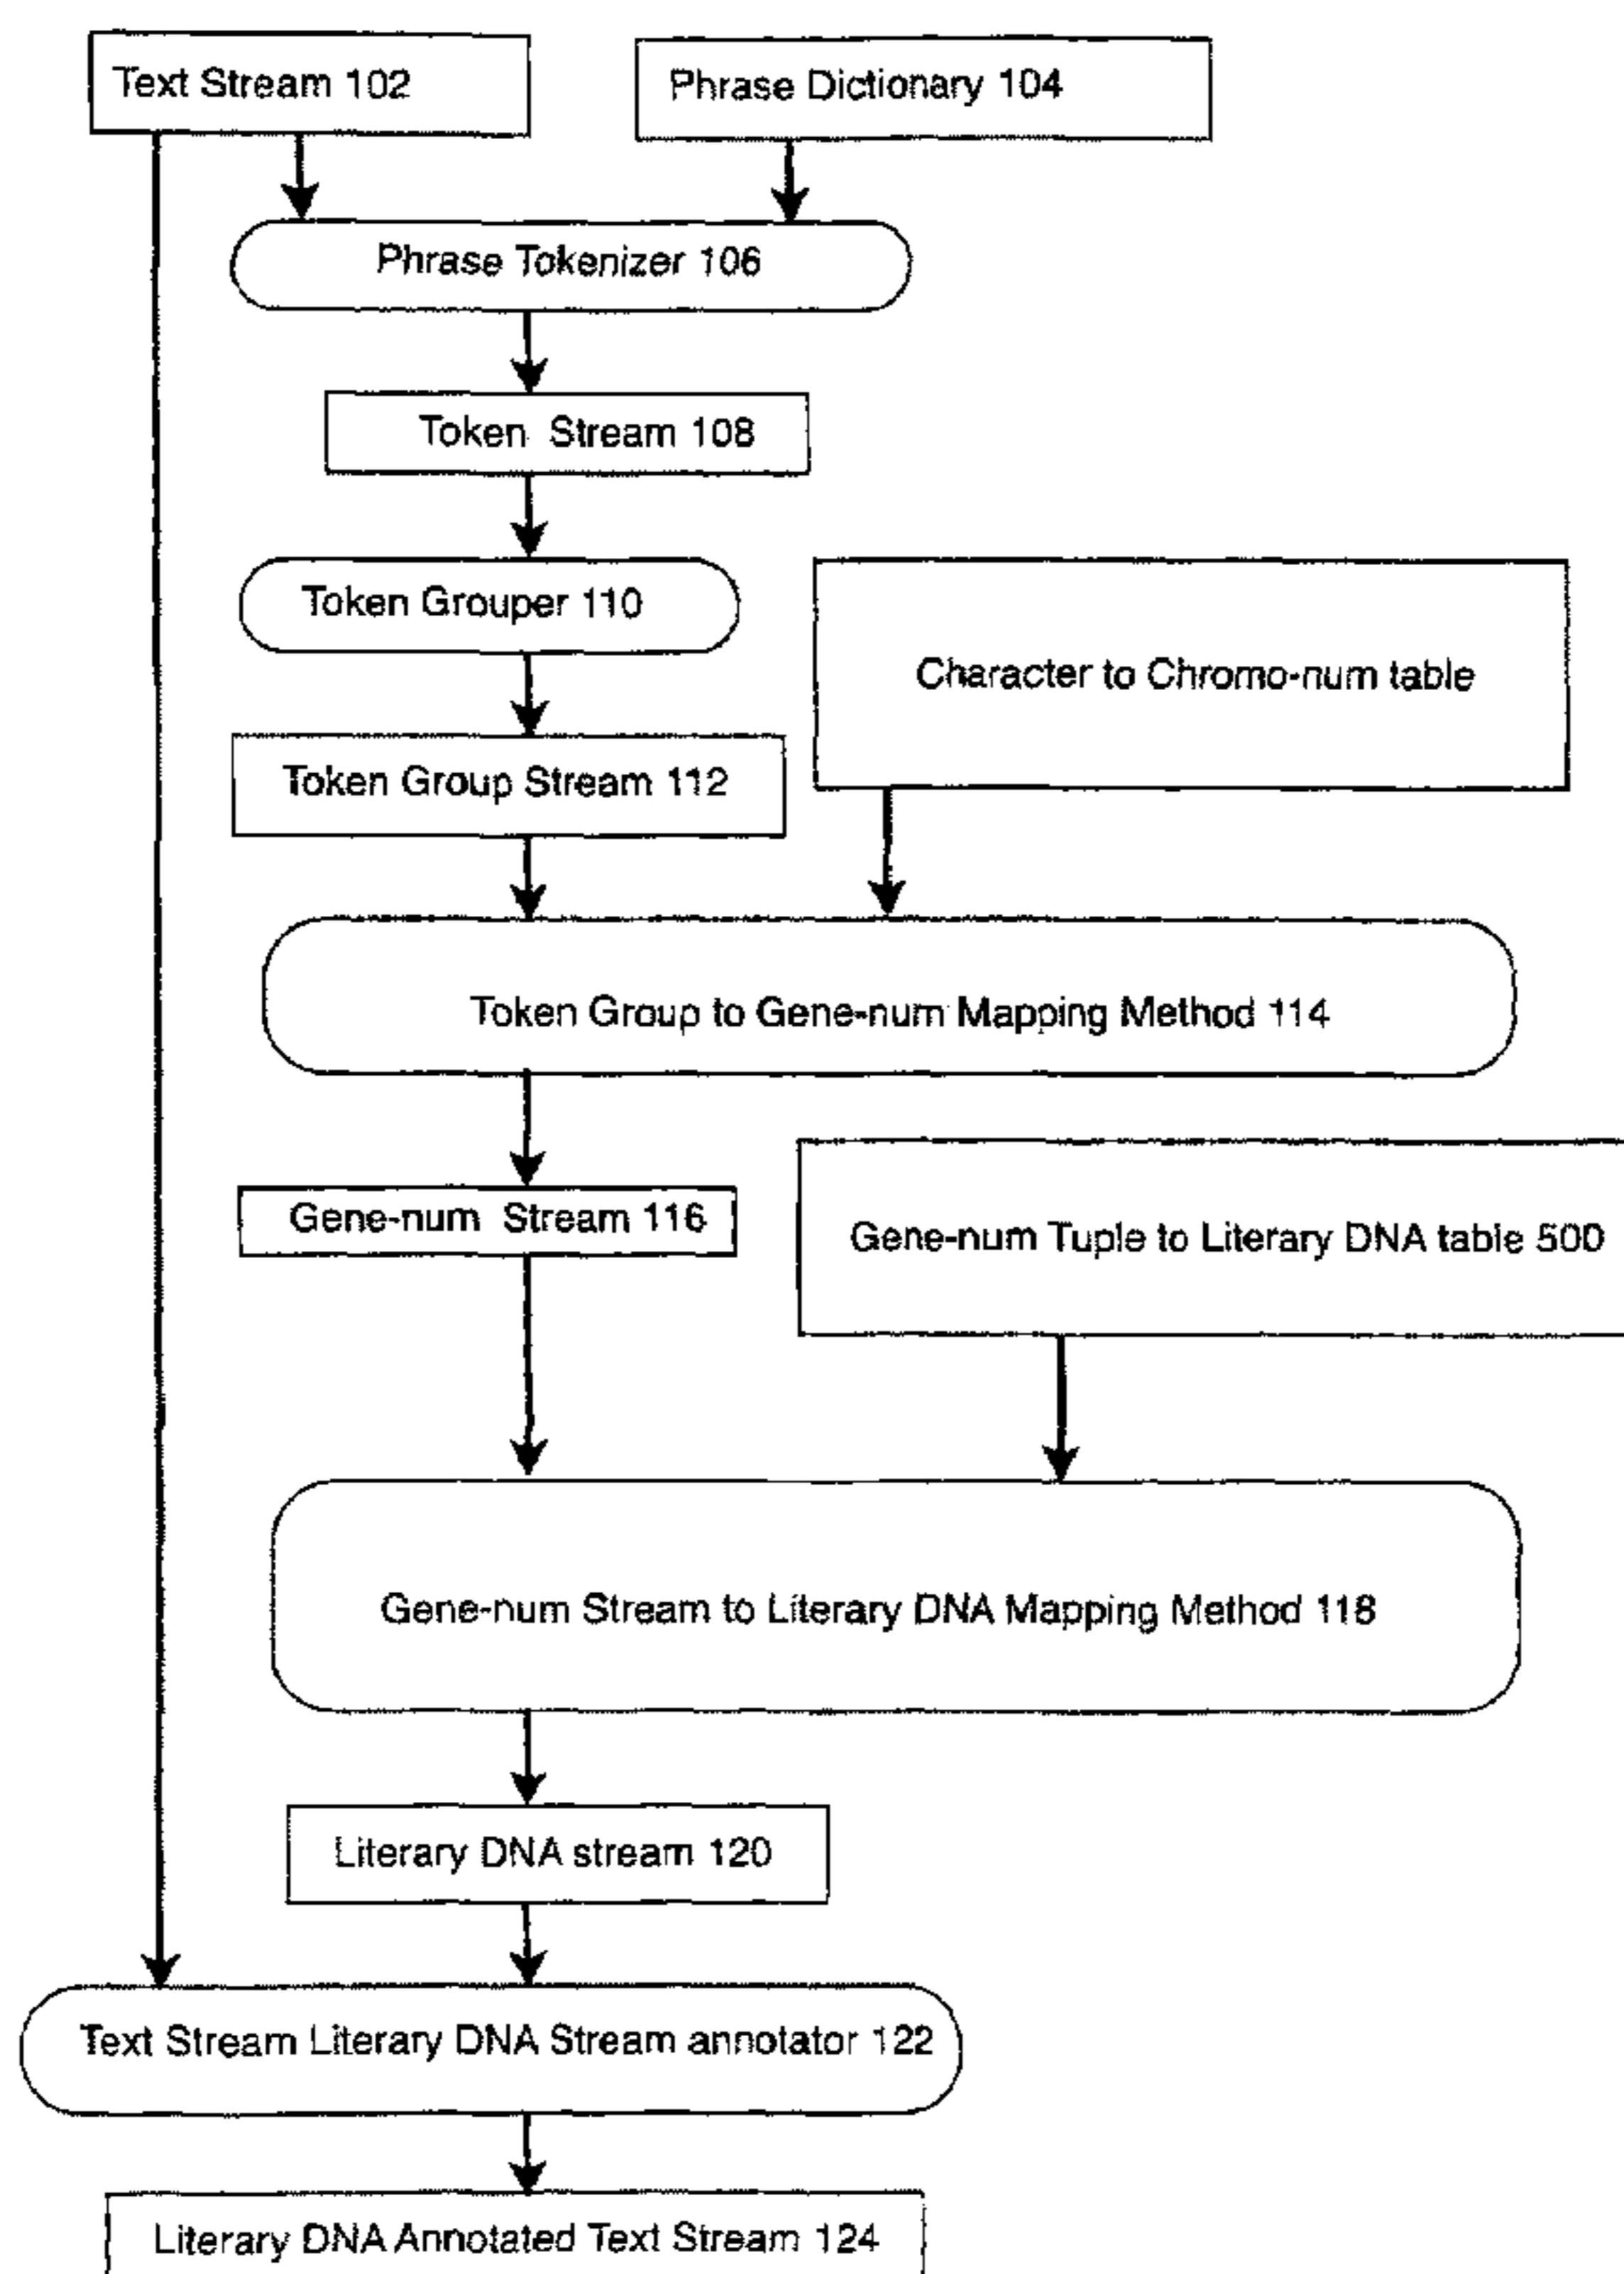 Text Stream 102
Phrase Dictionary 104
Phrase Tokenizer 106
Token Stream 108
Token Grouper 110
Character to Chromo-num table
Token Group Stream 112
Token Group to Gene-num Mapping Method 114
Gene-num Stream 116
Gene-num Tuple to Literary DNA table 500
Gene-num Stream to Literary DNA Mapping Method 118
Literary DNA stream 120
Text Stream Literary DNA Stream annotator 122
Literary DNA Annotated Text Stream 124